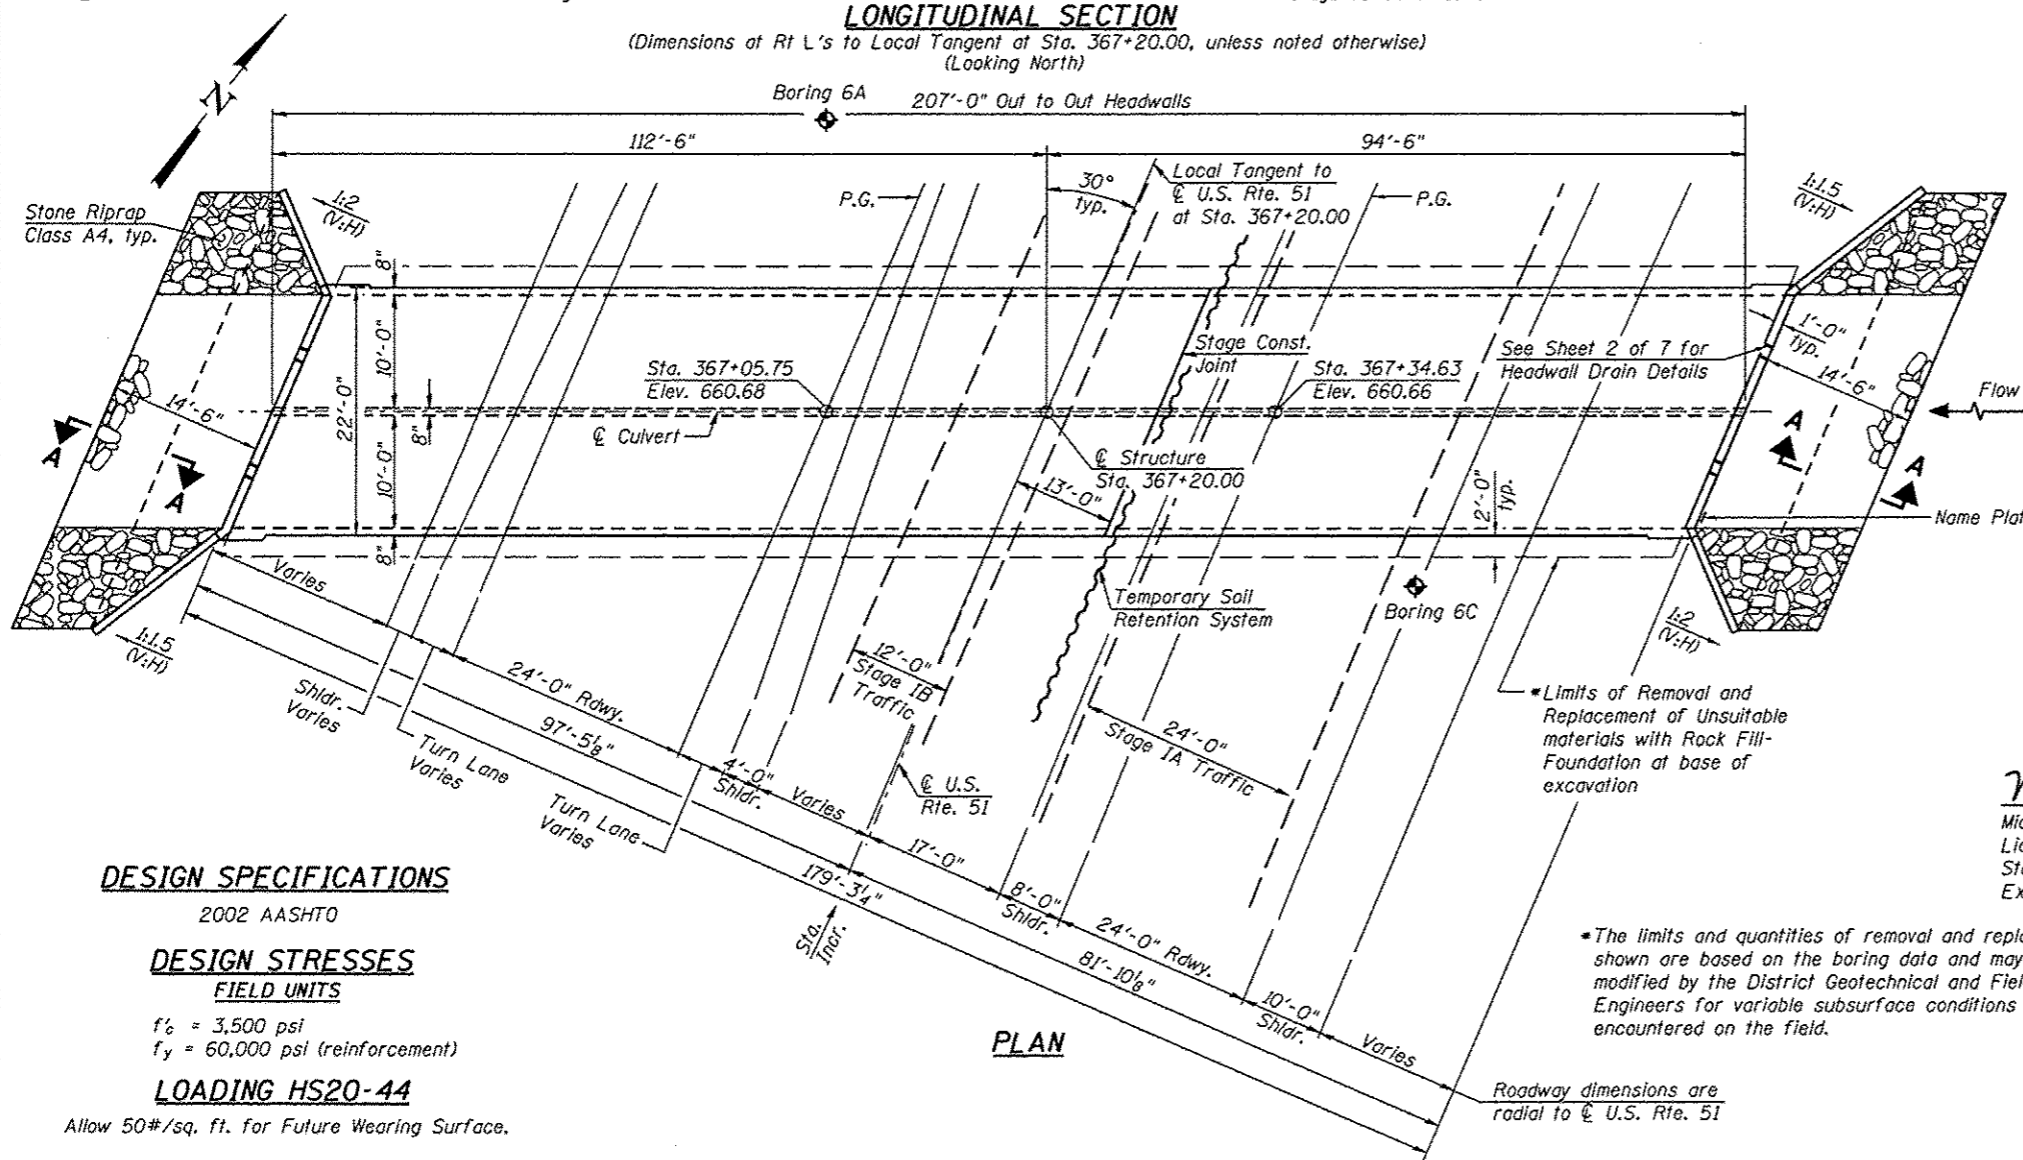 LONGITUDINAL SECTION
(Dimensions at Rt L's to Local Tangent at Sta. 367+20.00, unless noted otherwise)
(Looking North)
N
Boring 6A
207'-0" Out to Out Headwalls
112'-6"
94'-6"
Stone Riprap
Class A4, typ.
1:2
(V:H)
8"
P.G.
30°
typ.
Local Tangent to
℄ U.S. Rte. 51
at Sta. 367+20.00
P.G.
1:1.5
(V:H)
10'-0"
22'-0"
8"
10'-0"
8"
14'-6"
A
A
Sta. 367+05.75
Elev. 660.68
℄ Culvert
Stage Const.
Joint
Sta. 367+34.63
Elev. 660.66
℄ Structure
Sta. 367+20.00
13'-0"
See Sheet 2 of 7 for
Headwall Drain Details
1'-0"
typ.
14'-6"
Flow
A
A
2'-0"
typ.
Name Plat
1:1.5
(V:H)
Temporary Soil
Retention System
Boring 6C
1:2
(V:H)
Varies
Shldr.
Varies
24'-0" Rdwy.
97'-5⅛"
Turn Lane
Varies
Turn Lane
Varies
4'-0"
Shldr.
Varies
12'-0"
Stage IB
Traffic
℄ U.S.
Rte. 51
24'-0"
Stage IA Traffic
17'-0"
179'-3¼"
Sta.
Incr.
8'-0"
Shldr.
24'-0" Rdwy.
81'-10⅛"
10'-0"
Shldr.
Varies
*Limits of Removal and
Replacement of Unsuitable
materials with Rock Fill-
Foundation at base of
excavation
Roadway dimensions are
radial to ℄ U.S. Rte. 51
PLAN
DESIGN SPECIFICATIONS
2002 AASHTO
DESIGN STRESSES
FIELD UNITS
f'c = 3,500 psi
fy = 60,000 psi (reinforcement)
LOADING HS20-44
Allow 50#/sq. ft. for Future Wearing Surface.
Lic
Ex
*The limits and quantities of removal and repl
shown are based on the boring data and may
modified by the District Geotechnical and Fiel
Engineers for variable subsurface conditions
encountered on the field.